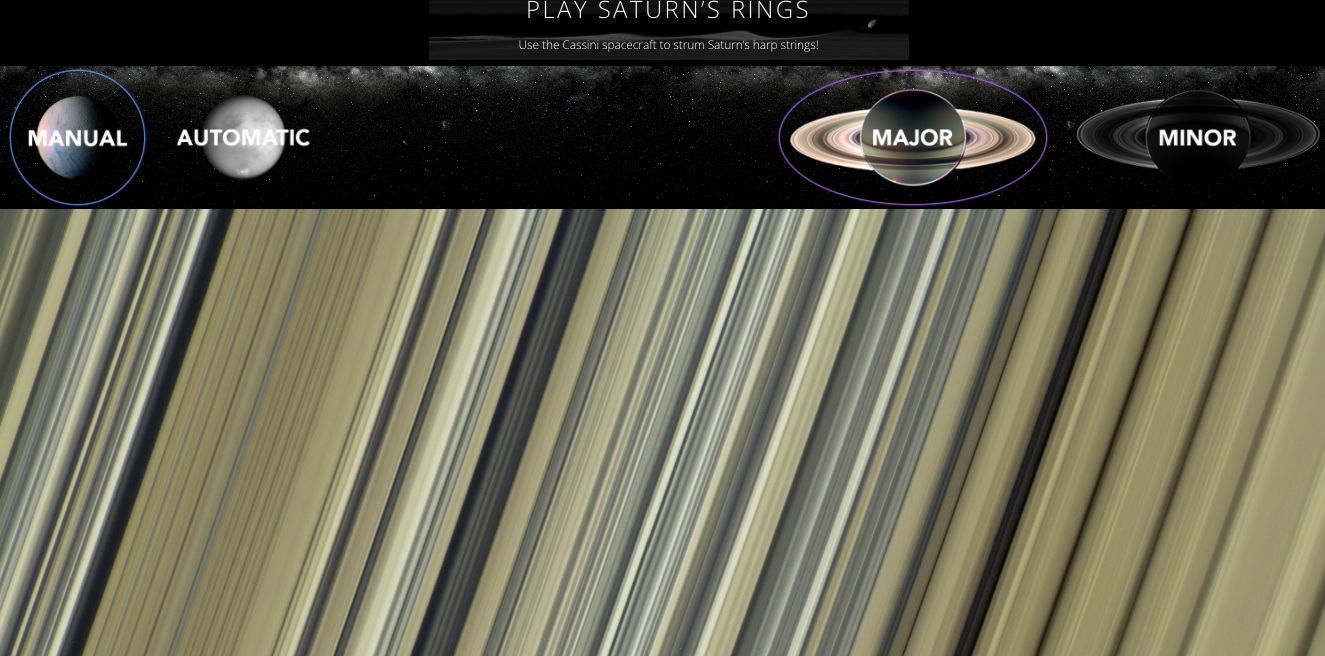 PLAY SATURN’S RINGS
Use the Cassini spacecraft to strum Saturn's harp strings!
MANUAL
AUTOMATIC
MAJOR
MINOR